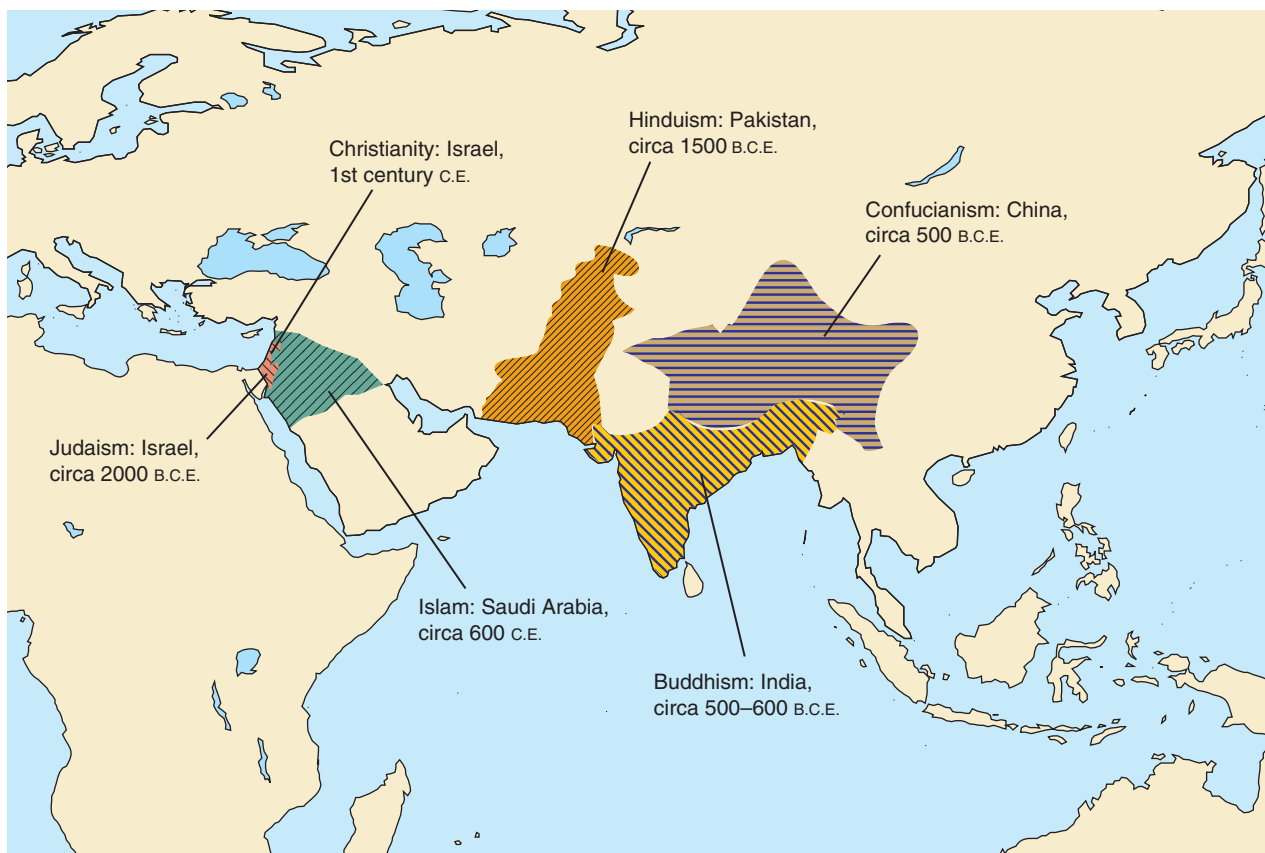 Hinduism: Pakistan,
circa 1500 B.C.E.
Christianity: Israel,
1st century C.E.
Confucianism: China,
circa 500 B.C.E.
Judaism: Israel,
circa 2000 B.C.E.
Islam: Saudi Arabia,
circa 600 C.E.
Buddhism: India,
circa 500–600 B.C.E.